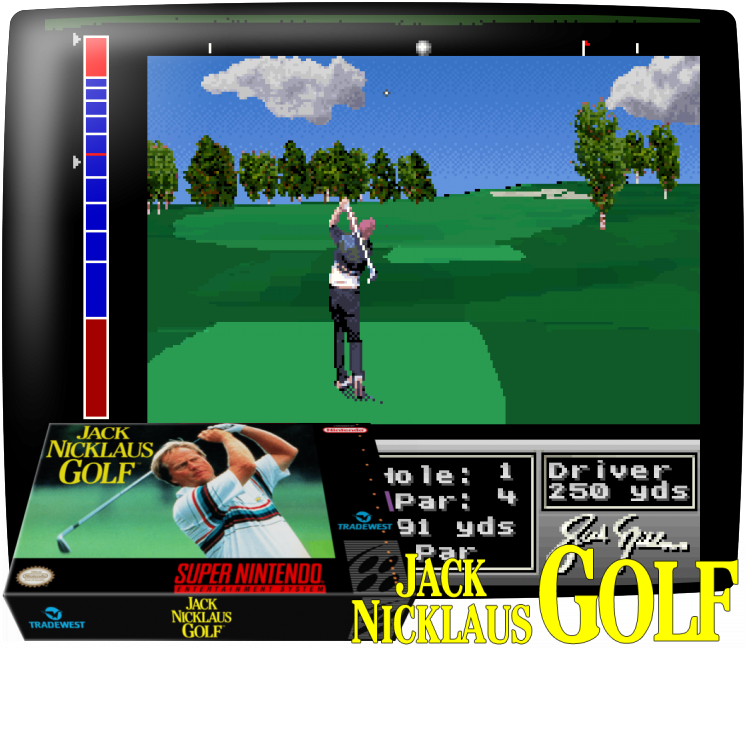 Hole: 1
Par: 4
91 yds
Par
Driver
250 yds
JACK
NICKLAUS
GOLF
Nintendo
TRADEWEST
SUPER NINTENDO
ENTERTAINMENT SYSTEM
TRADEWEST
JACK
NICKLAUS
GOLF
JACK
NICKLAUS GOLF